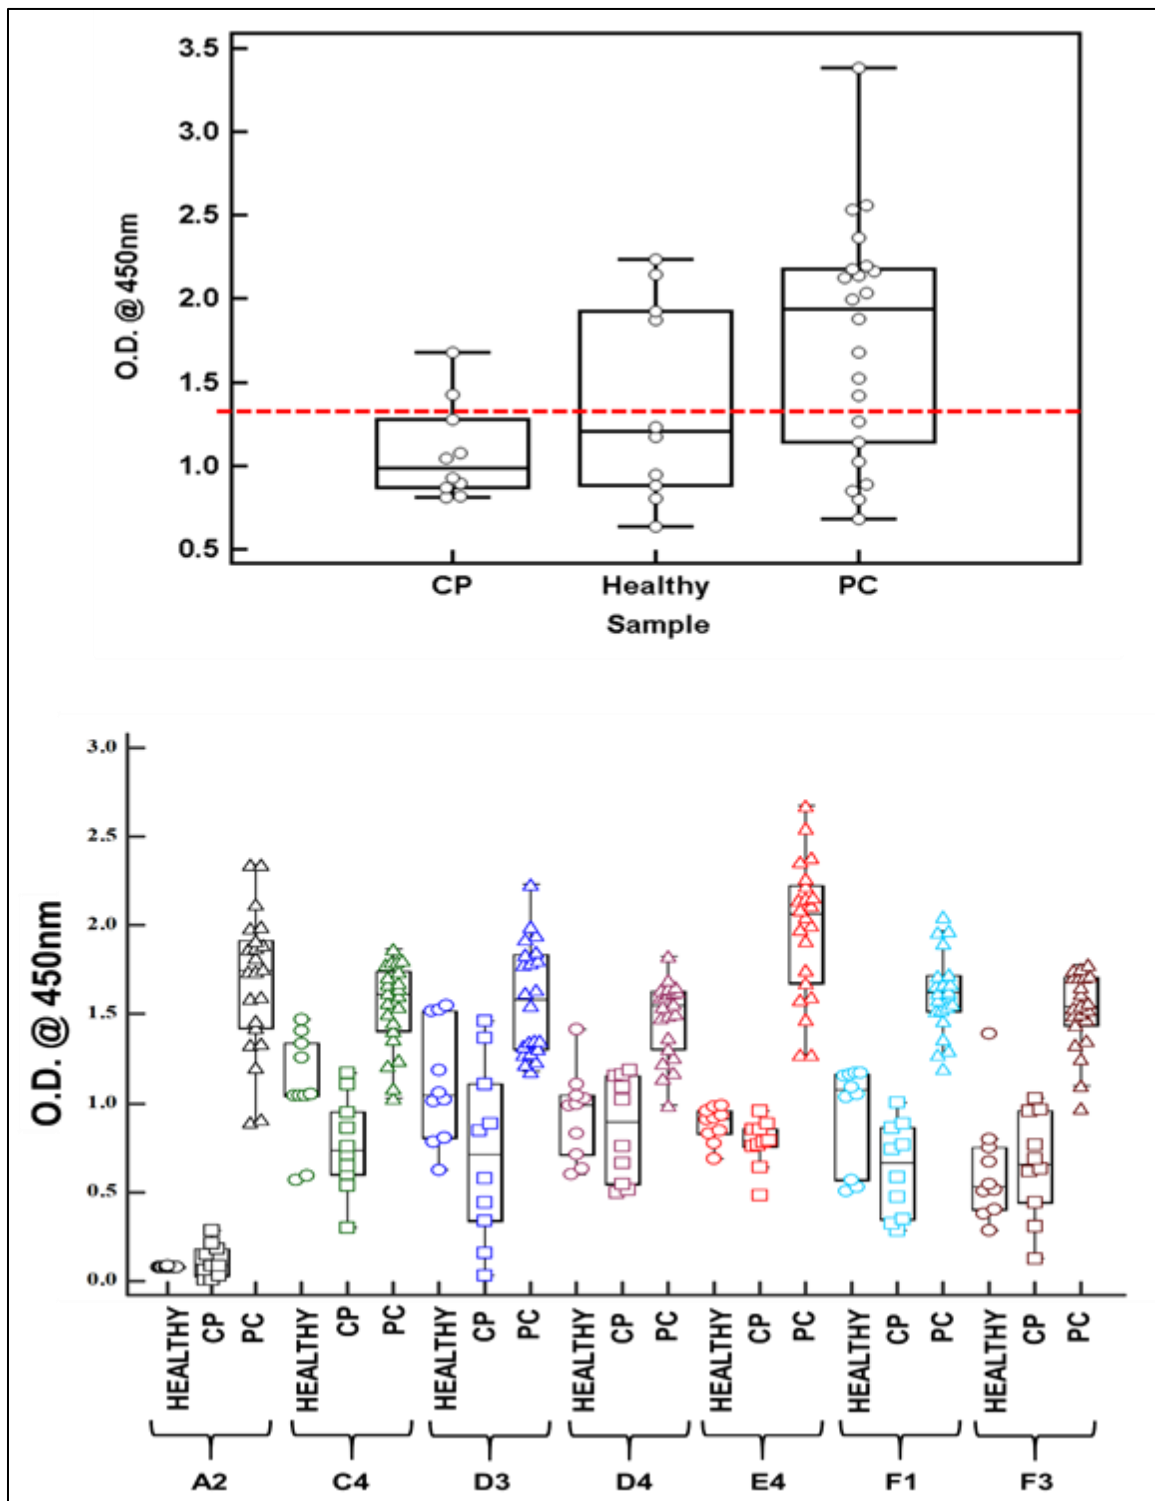 3.5
3.0
2.5
2.0
1.5
1.0
0.5
O.D. @ 450nm
CP Healthy PC
Sample
3.0
2.5
2.0
1.5
1.0
0.5
0.0
O.D. @ 450nm
HEALTHY CP PC HEALTHY CP PC HEALTHY CP PC HEALTHY CP PC HEALTHY CP PC HEALTHY CP PC HEALTHY CP PC
A2 C4 D3 D4 E4 F1 F3